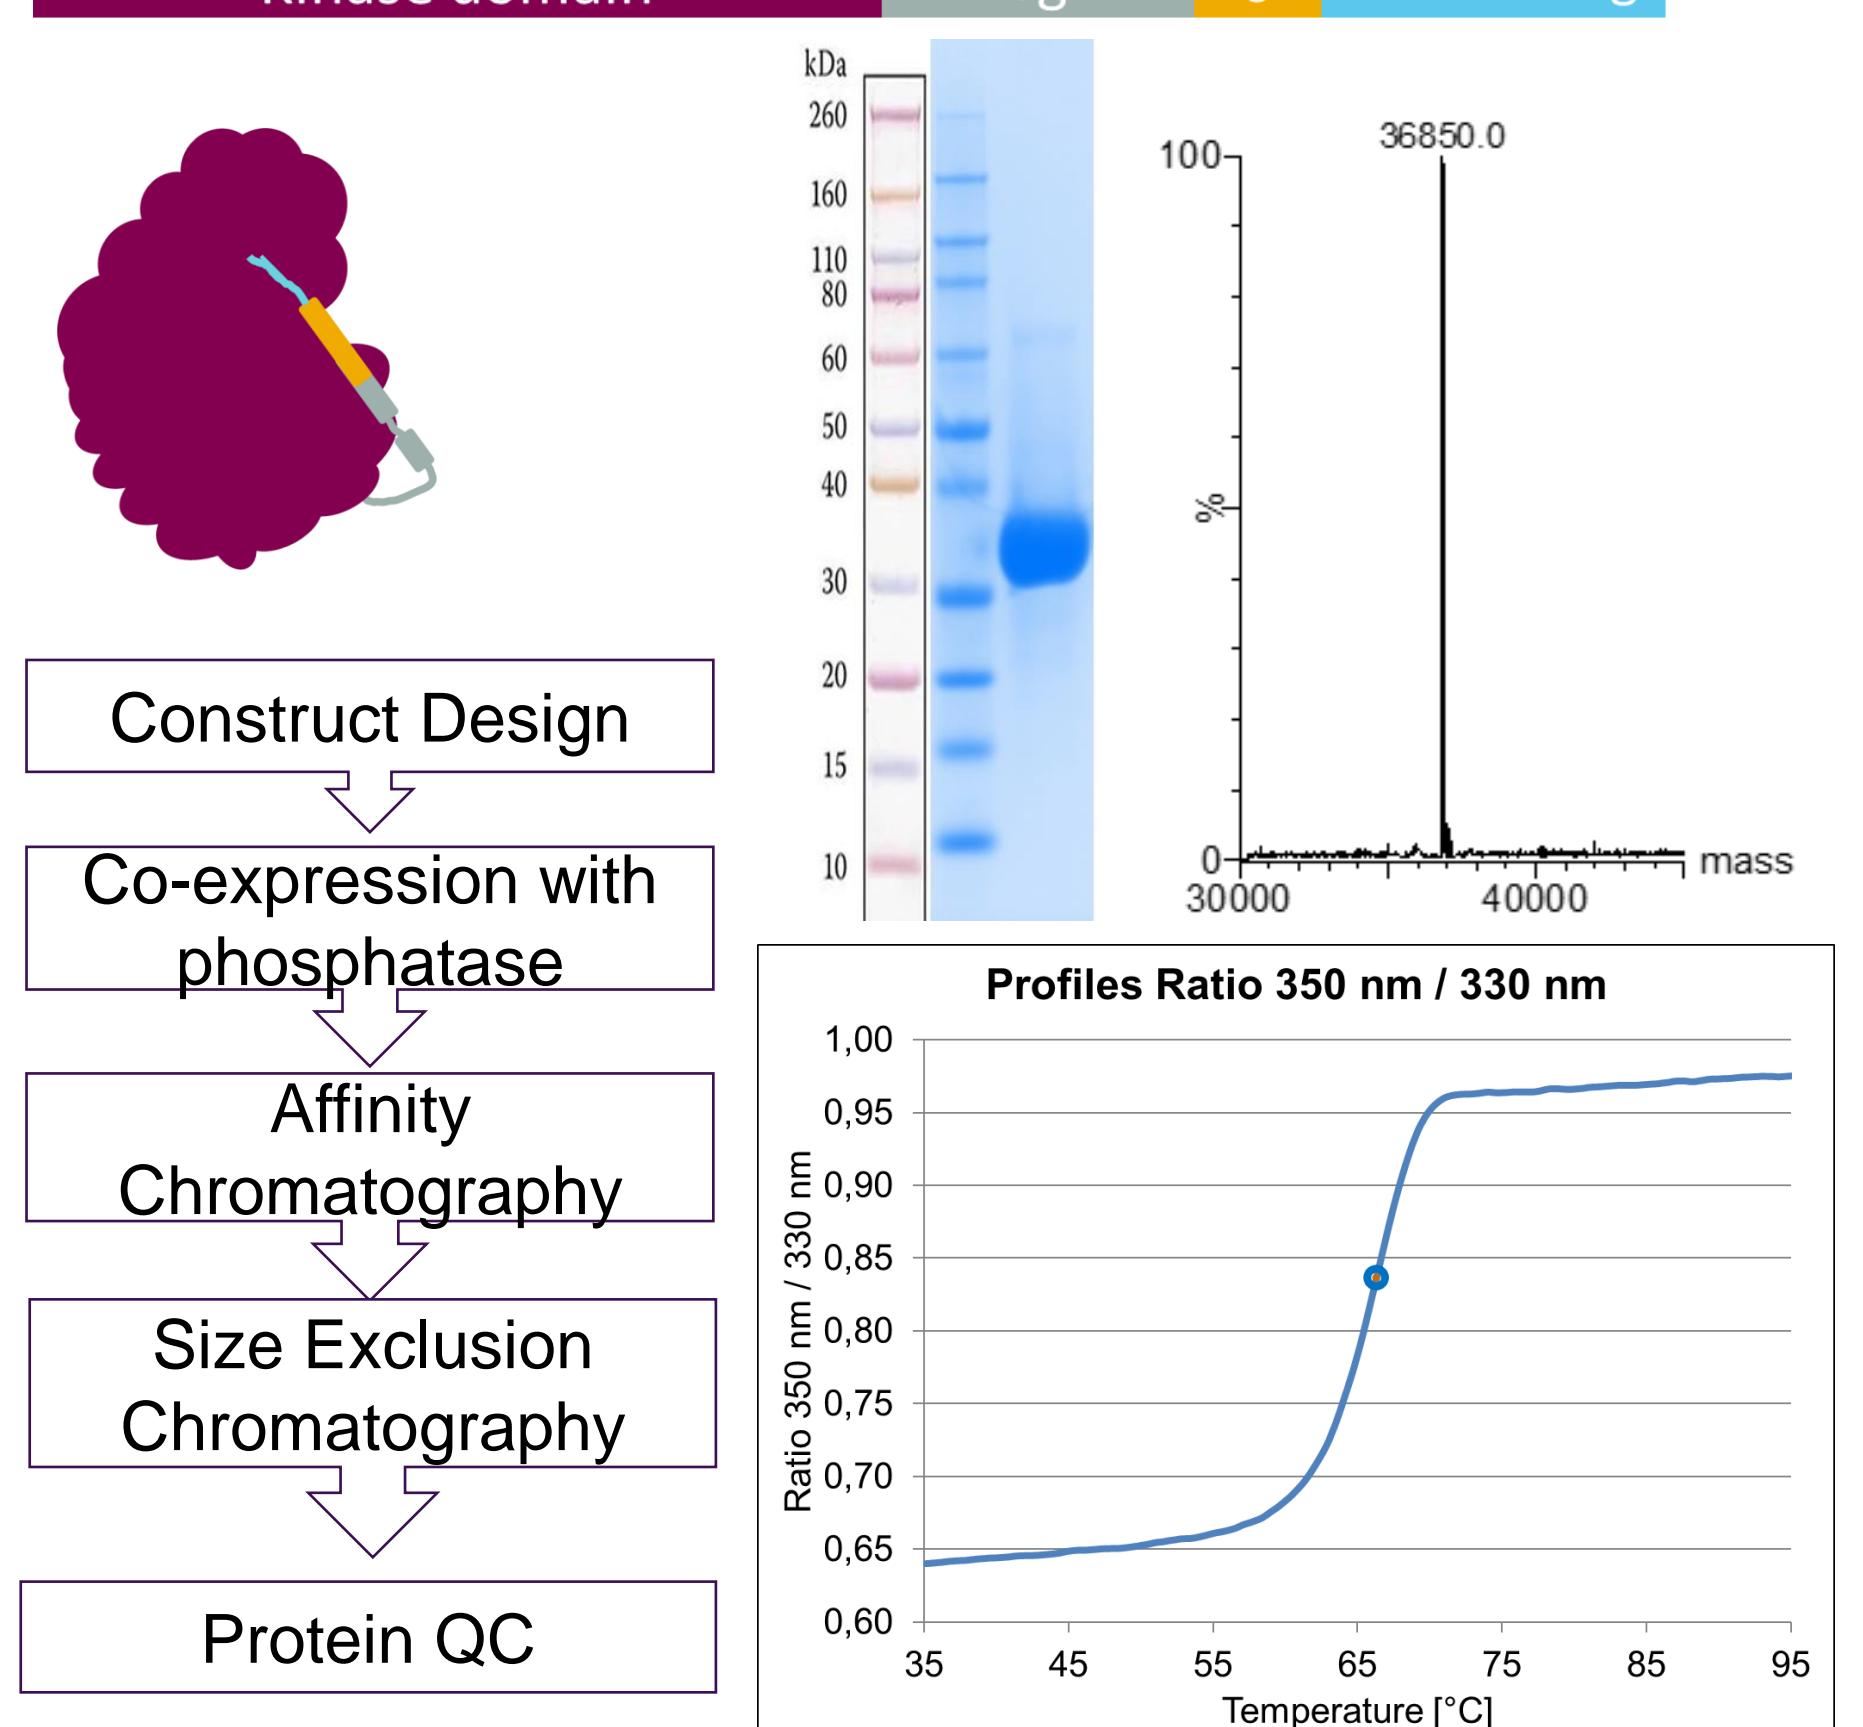 Kinase domain
kDa
260
160
110
80
60
50
40
30
20
15
10
36850.0
100
%
0
30000
40000
mass
Construct Design
Co-expression with
phosphatase
Affinity
Chromatography
Size Exclusion
Chromatography
Protein QC
Profiles Ratio 350 nm / 330 nm
Ratio 350 nm / 330 nm
1,00
0,95
0,90
0,85
0,80
0,75
0,70
0,65
0,60
35 45 55 65 75 85 95
Temperature [°C]